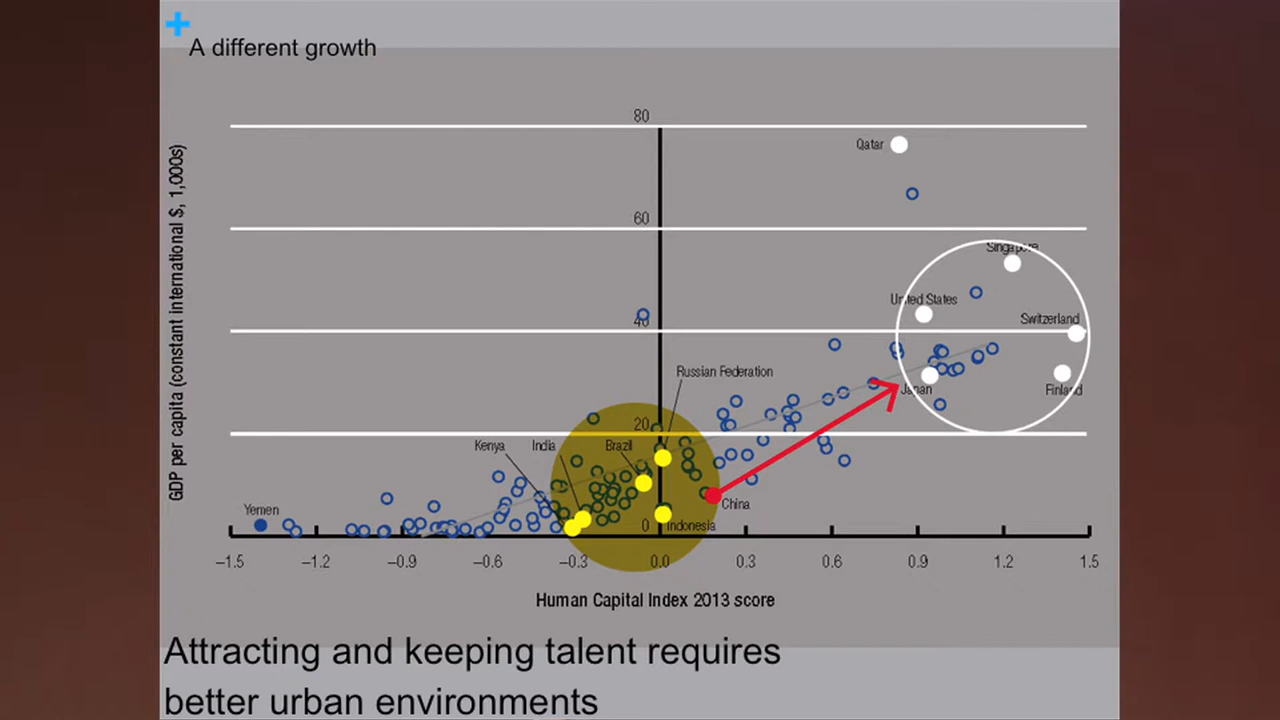 A different growth
80
Qatar
60
Singapore
United States
Switzerland
40
Russian Federation
Japan
Finland
20
Kenya
India
Brazil
China
Yemen
0
Indonesia
−1.5
−1.2
−0.9
−0.6
−0.3
0.0
0.3
0.6
0.9
1.2
1.5
GDP per capita (constant international $, 1,000s)
Human Capital Index 2013 score
Attracting and keeping talent requires
better urban environments